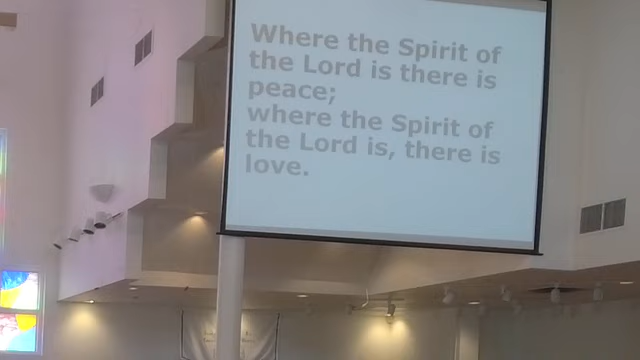 Where the Spirit of
the Lord is there is
peace;
where the Spirit of
the Lord is, there is
love.